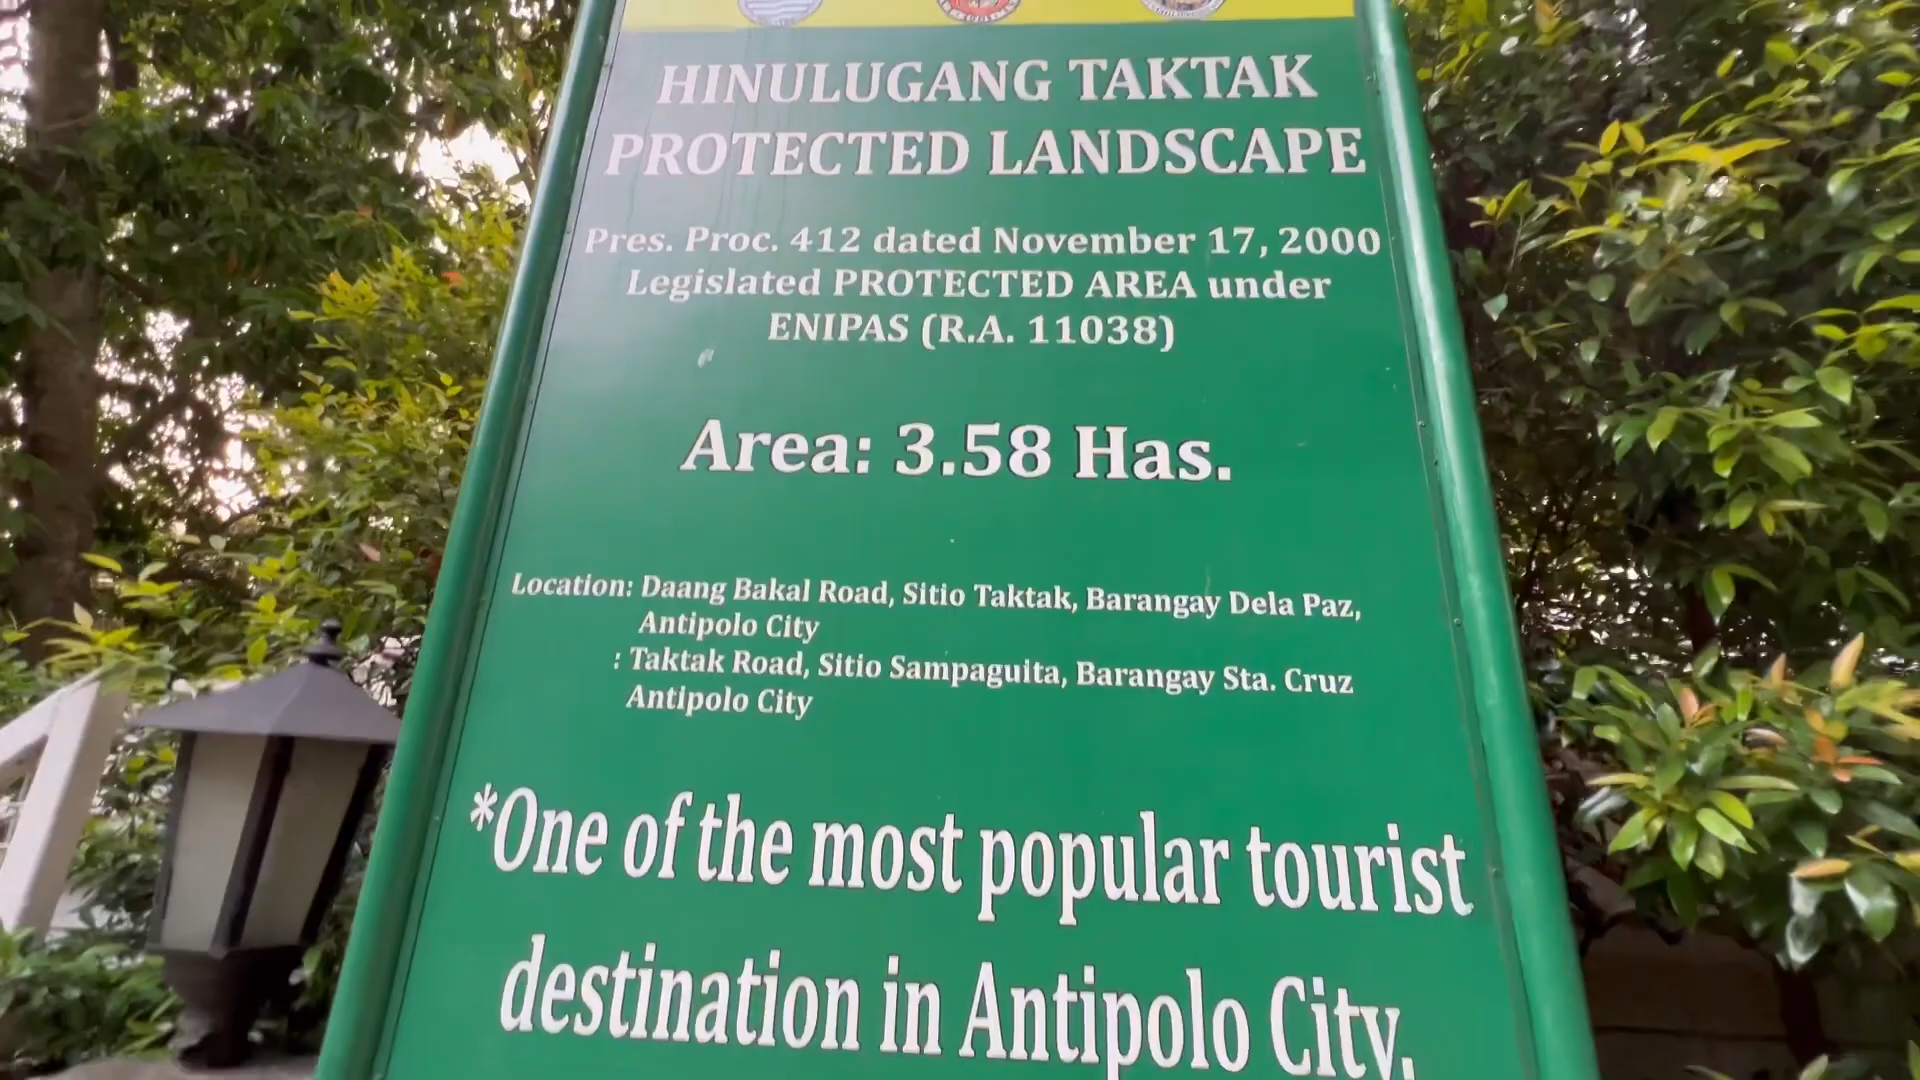 HINULUGANG TAKTAK
PROTECTED LANDSCAPE
Pres. Proc. 412 dated November 17, 2000
Legislated PROTECTED AREA under
ENIPAS (R.A. 11038)
Area: 3.58 Has.
Location: Daang Bakal Road, Sitio Taktak, Barangay Dela Paz,
Antipolo City
: Taktak Road, Sitio Sampaguita, Barangay Sta. Cruz
Antipolo City
*One of the most popular tourist
destination in Antipolo City.